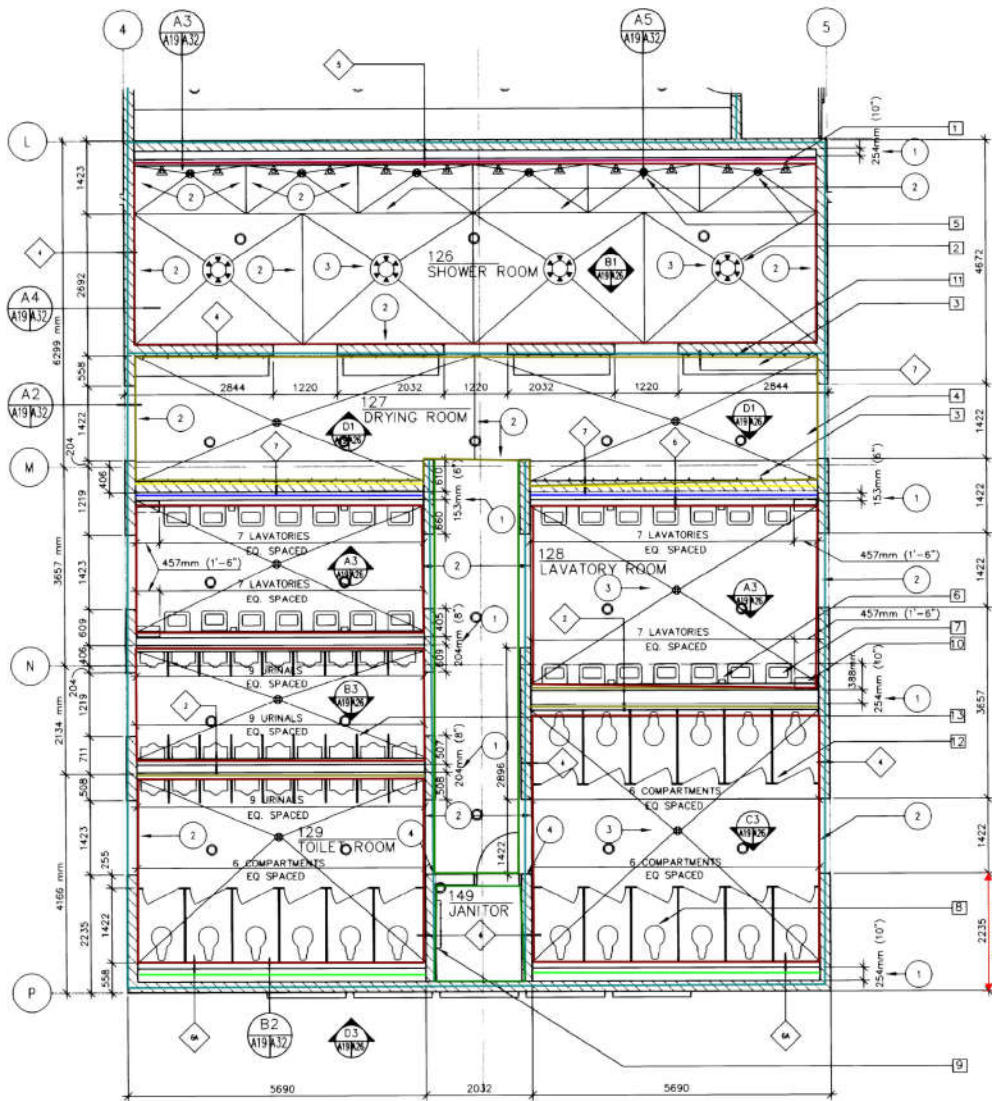 4
A3
A19 A32
A5
A19 A32
5
5
L
1
254mm (10")
1
1423
2
2
2
2
5
126
SHOWER ROOM
B1
A19 A26
4
2
2
3
3
2
2
4672
11
A4
A19 A32
2692
6299 mm
2
4
3
558
2844
1220
2032
1220
2032
1220
2844
7
A2
A19 A32
127
DRYING ROOM
1422
2
D1
A19 A26
2
D1
A19 A26
4
3
1422
204
M
7
7
6
406
610
153mm (6")
1
153mm (6")
1
1219
660
1422
7 LAVATORIES
EQ. SPACED
7 LAVATORIES
EQ SPACED
457mm (1'-6")
A3
A19 A26
128
LAVATORY ROOM
457mm (1'-6")
3657 mm
1423
2
3
A3
A19 A26
2
1422
7 LAVATORIES
EQ. SPACED
2
6
457mm (1'-6")
609
405
204mm (8")
1
7 LAVATORIES
EQ SPACED
7
10
406
609
N
9 URINALS
EQ. SPACED
388mm
254mm (10")
1
204
B3
A19 A26
1219
2134 mm
2
9 URINALS
EQ. SPACED
13
3657
711
507
204mm (8")
1
2896
12
508
508
4
4
9 URINALS
EQ. SPACED
6 COMPARTMENTS
EQ SPACED
2
129
TOILET ROOM
4
2
4
3
C3
A19 A26
2
1423
255
1422
1422
6 COMPARTMENTS
EQ SPACED
6 COMPARTMENTS
EQ SPACED
4166 mm
149
JANITOR
2235
1422
4
8
2235
558
254mm (10")
1
P
6A
B2
A19 A32
D3
A19 A26
6A
9
5690
2032
5690